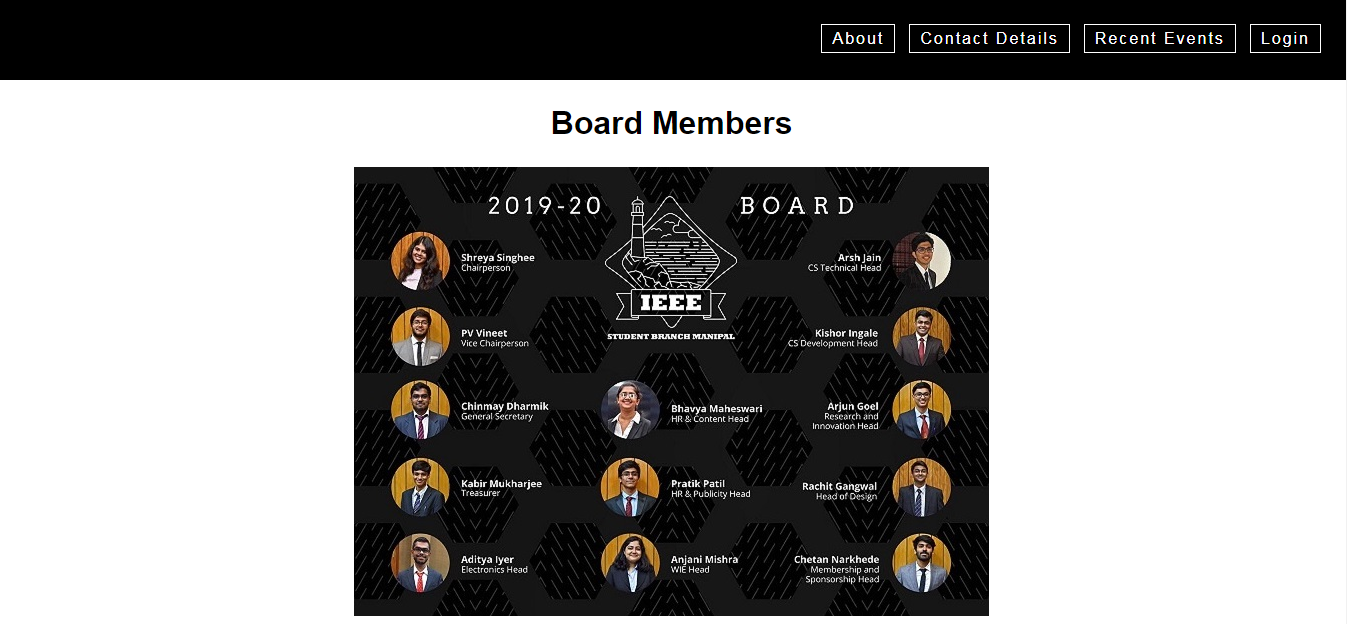 About
Contact Details
Recent Events
Login
Board Members
2019-20
BOARD
IEEE
STUDENT BRANCH MANIPAL
Shreya Singhee
Chairperson
PV Vineet
Vice Chairperson
Chinmay Dharmik
General Secretary
Kabir Mukharjee
Treasurer
Aditya Iyer
Electronics Head
Bhavya Maheswari
HR & Content Head
Pratik Patil
HR & Publicity Head
Anjani Mishra
WIE Head
Arsh Jain
CS Technical Head
Kishor Ingale
CS Development Head
Arjun Goel
Research and
Innovation Head
Rachit Gangwal
Head of Design
Chetan Narkhede
Membership and
Sponsorship Head